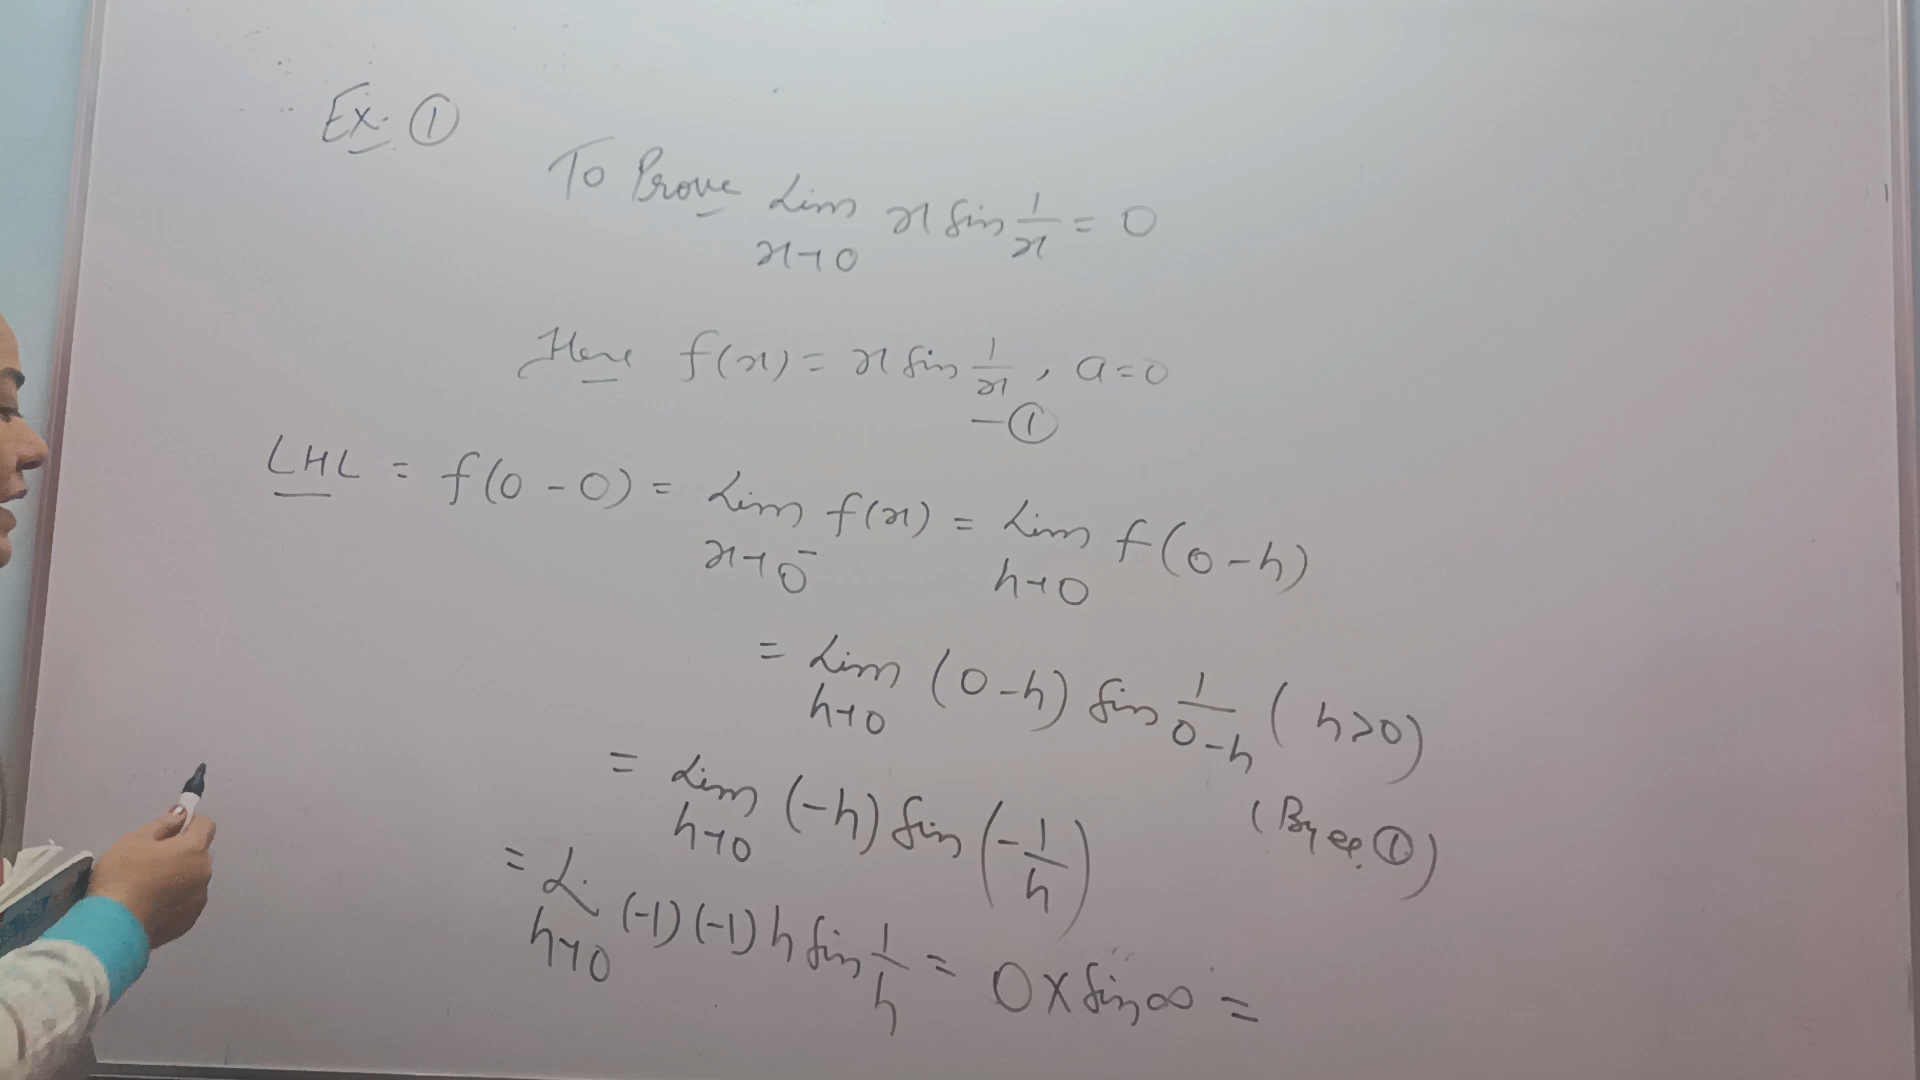 Ex. ①
To Prove Lim x→0 x sin 1/x = 0
Here f(x) = x sin 1/x , a=0
—①
LHL = f(0-0) = Lim x→0⁻ f(x) = Lim h→0 f(0-h)
= Lim h→0 (0-h) sin 1/0-h (h>0)
(By eq ①)
= Lim h→0 (-h) sin (-1/h)
= L. h→0 (-1)(-1) h sin 1/h = 0 × sin ∞ =